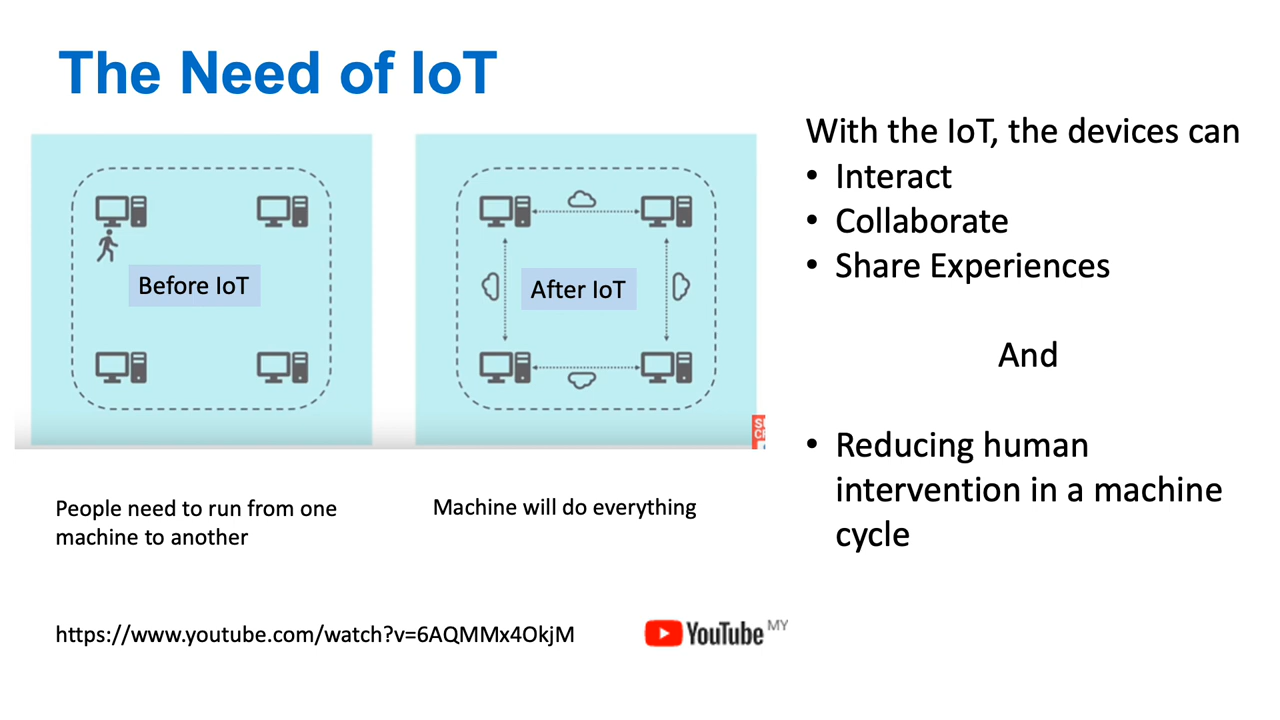 The Need of IoT
Before IoT
After IoT
People need to run from one
machine to another
Machine will do everything
https://www.youtube.com/watch?v=6AQMMx4OkjM
YouTube MY
With the IoT, the devices can
• Interact
• Collaborate
• Share Experiences
And
• Reducing human
intervention in a machine
cycle